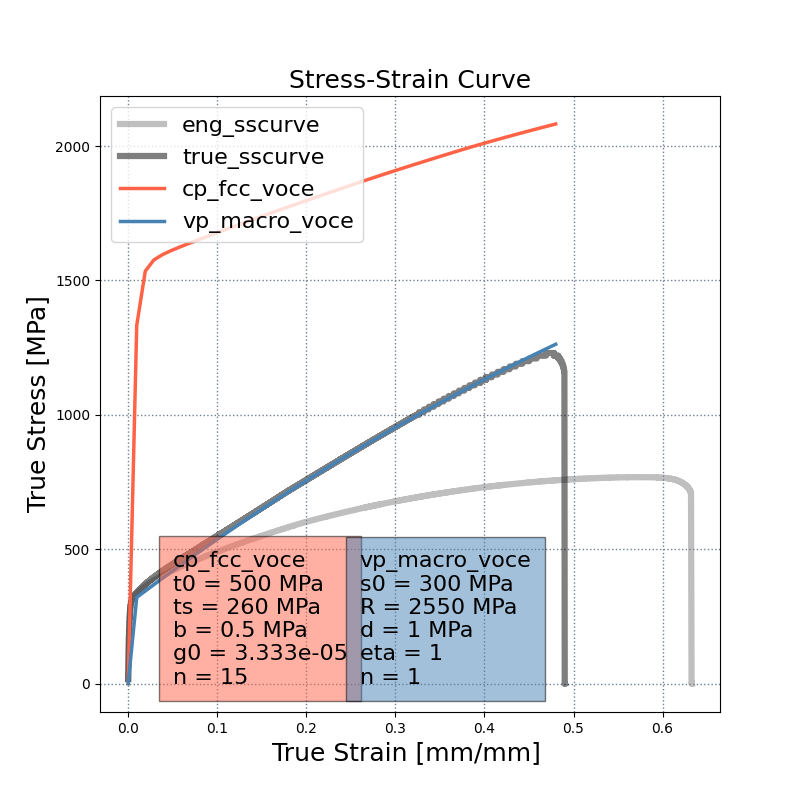 Stress-Strain Curve
eng_sscurve
true_sscurve
cp_fcc_voce
vp_macro_voce
True Stress [MPa]
2000
1500
1000
500
0
cp_fcc_voce
t0 = 500 MPa
ts = 260 MPa
b = 0.5 MPa
g0 = 3.333e-05
n = 15
vp_macro_voce
s0 = 300 MPa
R = 2550 MPa
d = 1 MPa
eta = 1
n = 1
0.0 0.1 0.2 0.3 0.4 0.5 0.6
True Strain [mm/mm]